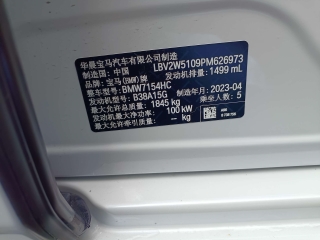 华晨宝马汽车有限公司制造
制造国：中国 LBV2W5109PM626973
品牌：宝马(BMW)牌 发动机排量：1499 mL
整车型号：BMW7154HC
发动机型号：B38A15G 制造年月：2023-04
最大允许总质量：1845 kg 乘坐人数：5
发动机最大净功率：100 kW
最大允许牵引质量：— kg